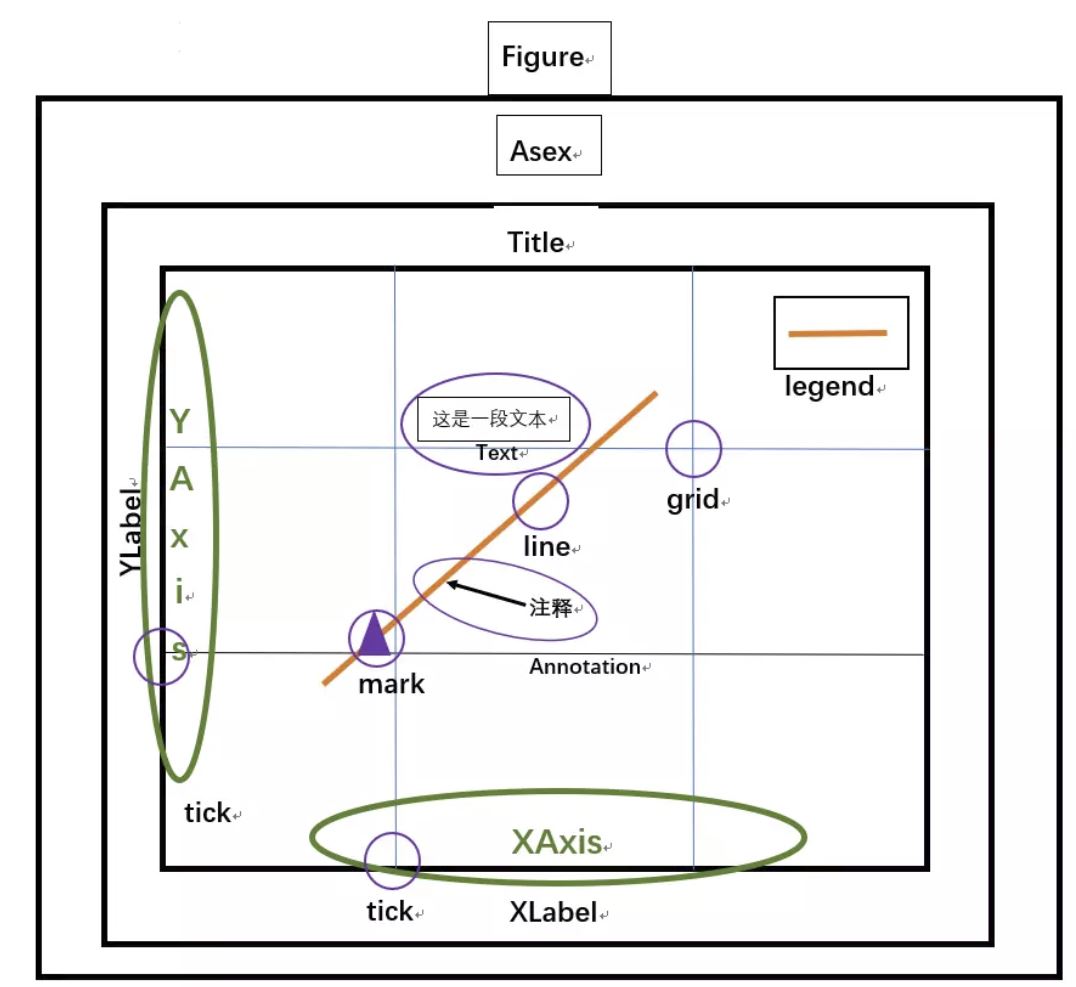 Figure
Asex
Title
legend
这是一段文本
Text
Y
A
x
i
s
YLabel
grid
line
注释
Annotation
mark
tick
XAxis
tick
XLabel